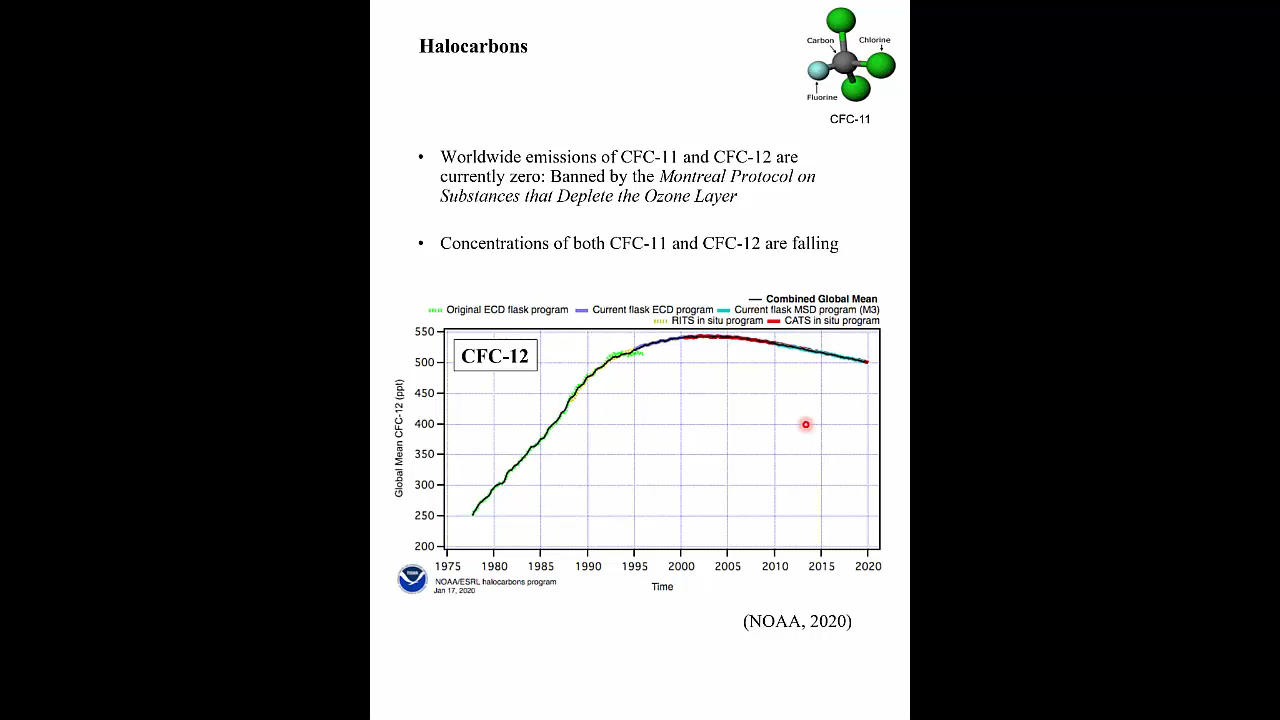 Halocarbons
Carbon
Chlorine
Fluorine
CFC-11
• Worldwide emissions of CFC-11 and CFC-12 are
currently zero: Banned by the Montreal Protocol on
Substances that Deplete the Ozone Layer
• Concentrations of both CFC-11 and CFC-12 are falling
Combined Global Mean
Original ECD flask program Current flask ECD program Current flask MSD program (M3)
RITS in situ program CATS in situ program
CFC-12
Global Mean CFC-12 (ppt)
550
500
450
400
350
300
250
200
1975 1980 1985 1990 1995 2000 2005 2010 2015 2020
Time
NOAA
NOAA/ESRL halocarbons program
Jan 17, 2020
(NOAA, 2020)